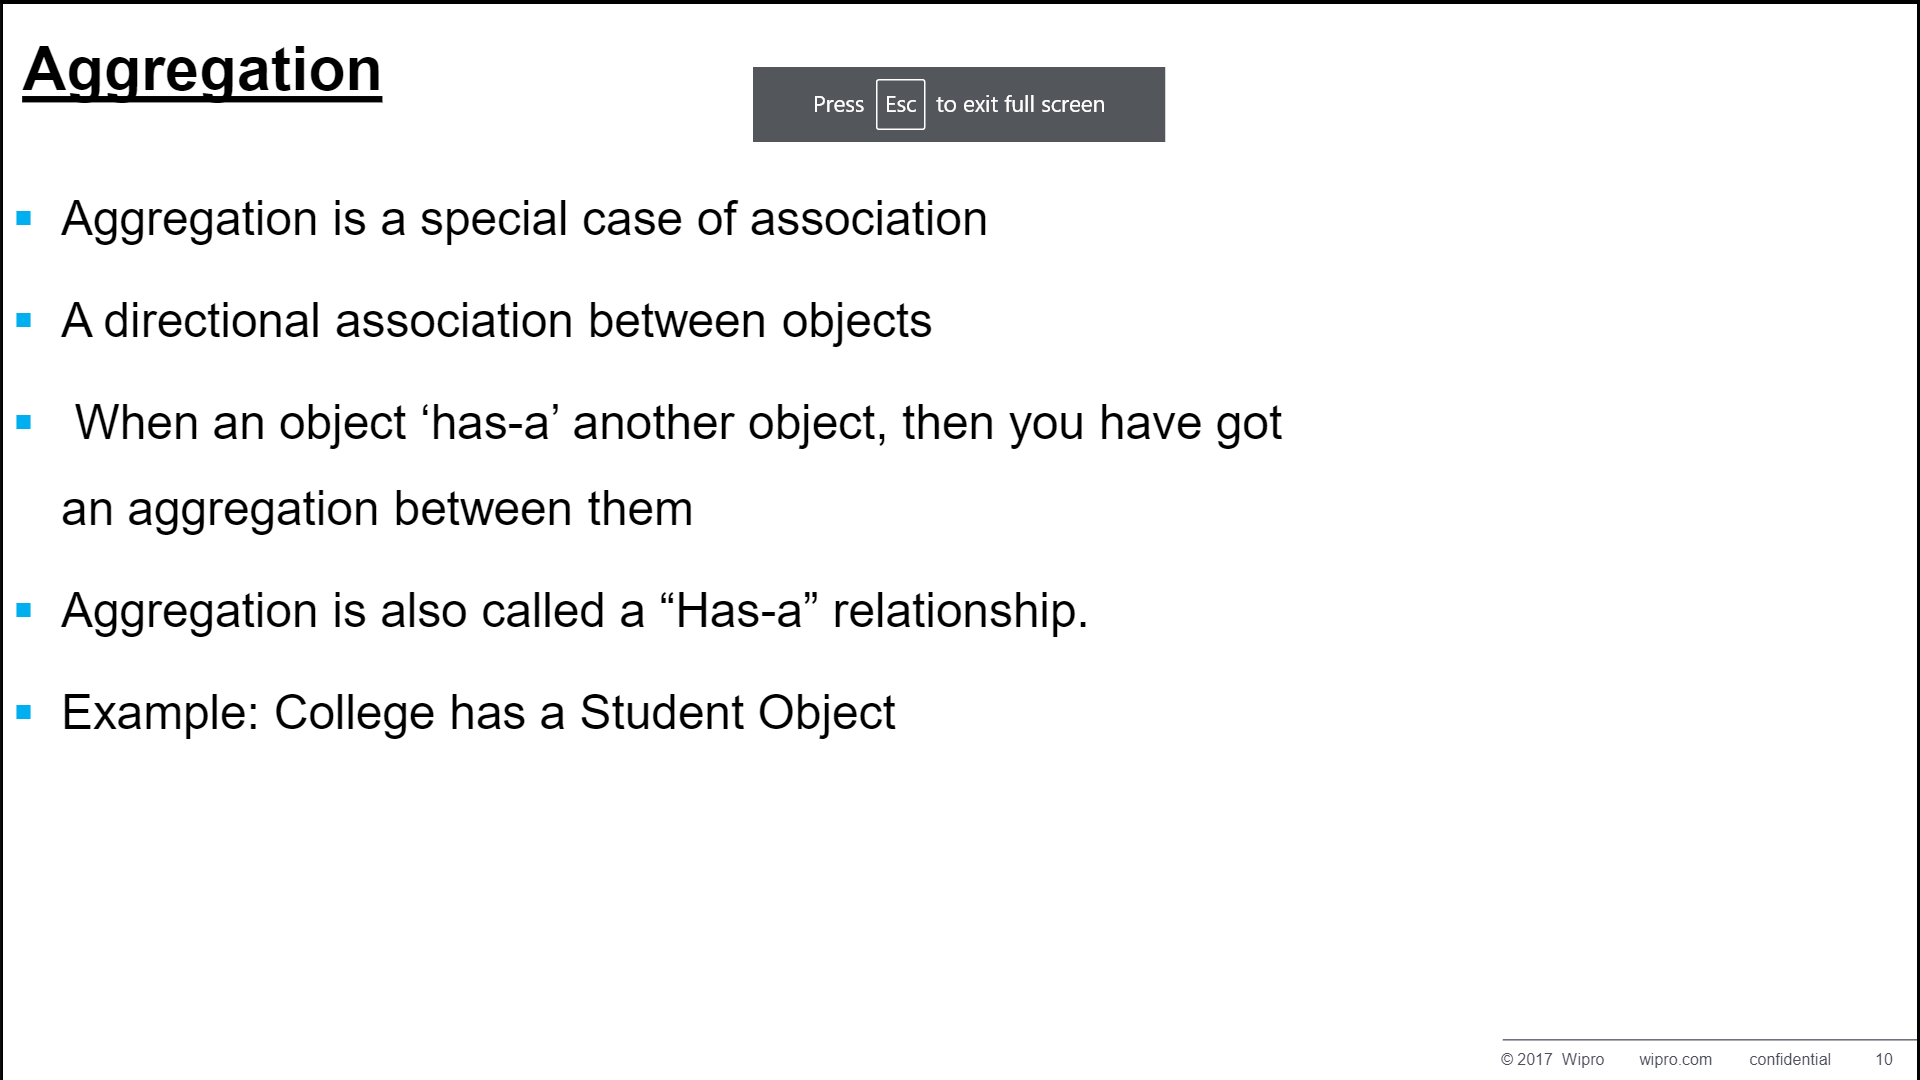 Aggregation
Press Esc to exit full screen
Aggregation is a special case of association
A directional association between objects
When an object ‘has-a’ another object, then you have got
an aggregation between them
Aggregation is also called a “Has-a” relationship.
Example: College has a Student Object
© 2017 Wipro wipro.com confidential 10